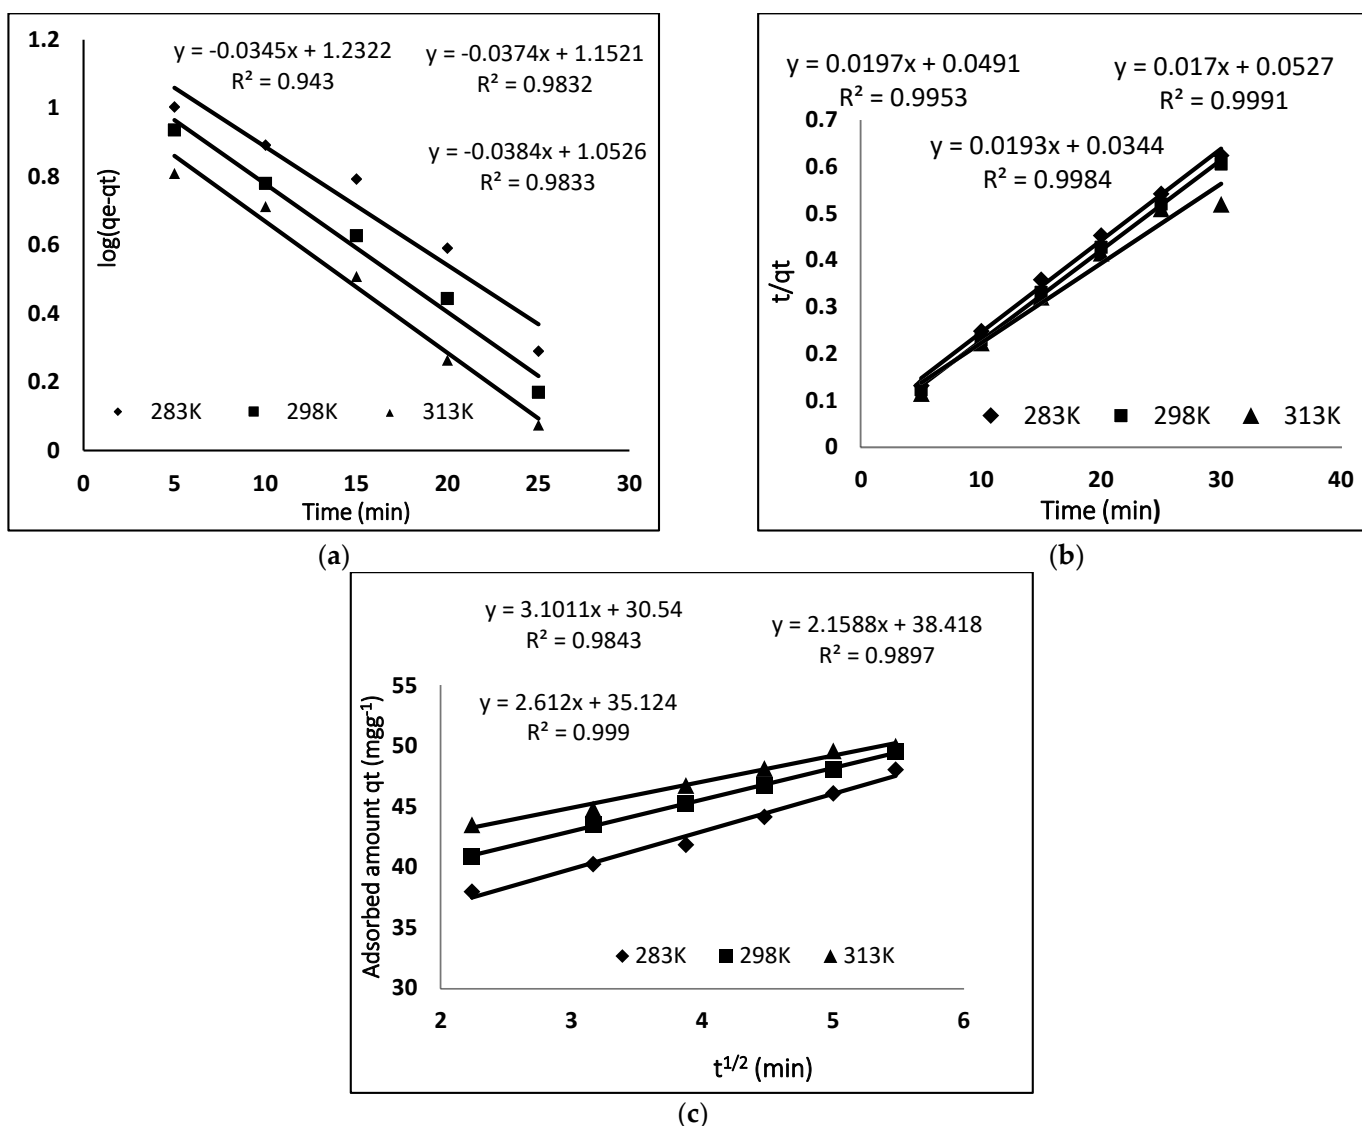 1.2
1
0.8
0.6
0.4
0.2
0
log(qe-qt)
y = -0.0345x + 1.2322
R² = 0.943
y = -0.0374x + 1.1521
R² = 0.9832
y = -0.0384x + 1.0526
R² = 0.9833
283K 298K 313K
0 5 10 15 20 25 30
Time (min)
(a)
y = 0.0197x + 0.0491
R² = 0.9953
y = 0.017x + 0.0527
R² = 0.9991
y = 0.0193x + 0.0344
R² = 0.9984
0.7
0.6
0.5
0.4
0.3
0.2
0.1
0
t/qt
283K 298K 313K
0 10 20 30 40
Time (min)
(b)
y = 3.1011x + 30.54
R² = 0.9843
y = 2.1588x + 38.418
R² = 0.9897
y = 2.612x + 35.124
R² = 0.999
55
50
45
40
35
30
Adsorbed amount qt (mgg⁻¹)
283K 298K 313K
2 3 4 5 6
t¹ᐟ² (min)
(c)